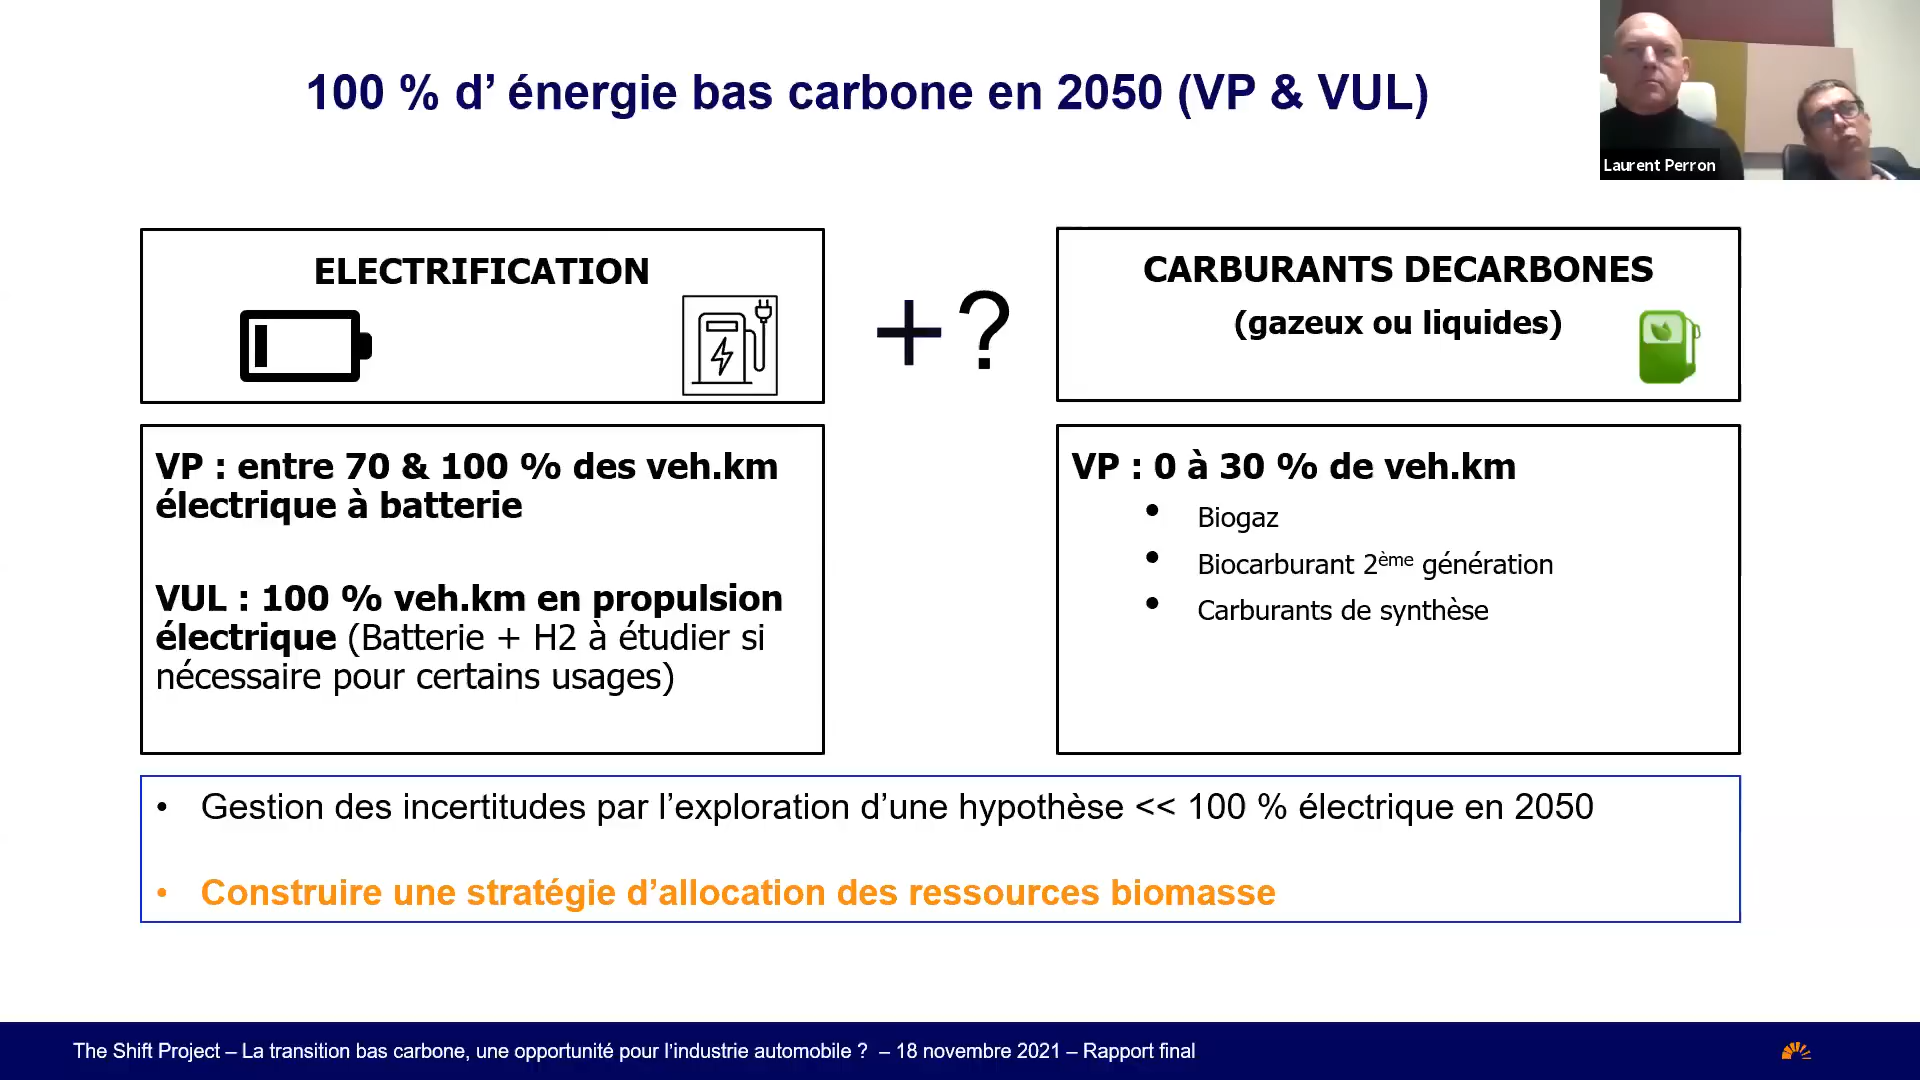 100 % d’ énergie bas carbone en 2050 (VP & VUL)
Laurent Perron
ELECTRIFICATION
+ ?
CARBURANTS DECARBONES
(gazeux ou liquides)
VP : entre 70 & 100 % des veh.km
électrique à batterie
VUL : 100 % veh.km en propulsion
électrique (Batterie + H2 à étudier si
nécessaire pour certains usages)
VP : 0 à 30 % de veh.km
• Biogaz
• Biocarburant 2ème génération
• Carburants de synthèse
• Gestion des incertitudes par l’exploration d’une hypothèse << 100 % électrique en 2050
• Construire une stratégie d’allocation des ressources biomasse
The Shift Project – La transition bas carbone, une opportunité pour l’industrie automobile ? – 18 novembre 2021 – Rapport final